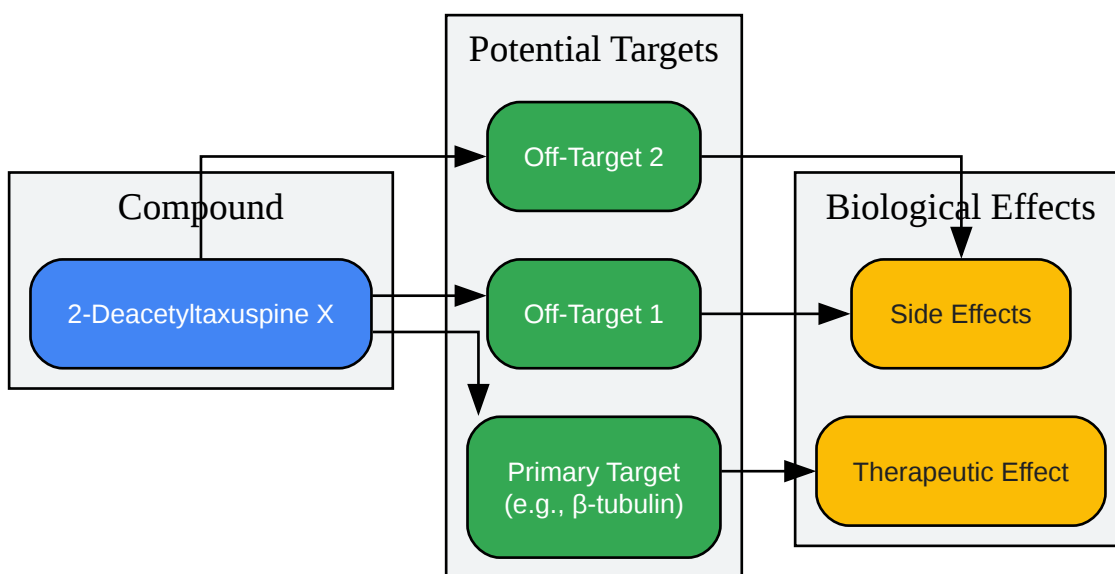 Potential Targets
Off-Target 2
Compound
Biological Effects
2-Deacetyltaxuspine X
Off-Target 1
Side Effects
Primary Target
(e.g., β-tubulin)
Therapeutic Effect